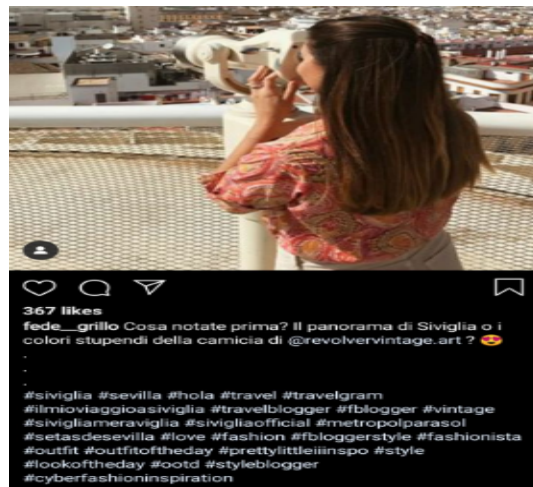 367 likes
fede__grillo Cosa notate prima? Il panorama di Siviglia o i
colori stupendi della camicia di @revolvervintage.art ? 😍
.
.
.
#siviglia #sevilla #hola #travel #travelgram
#ilmioviaggioasiviglia #travelblogger #fblogger #vintage
#sivigliameraviglia #sivigliaofficial #metropolparasol
#setasdesevilla #love #fashion #fbloggerstyle #fashionista
#outfit #outfitoftheday #prettylittleiiinspo #style
#lookoftheday #ootd #styleblogger
#cyberfashioninspiration